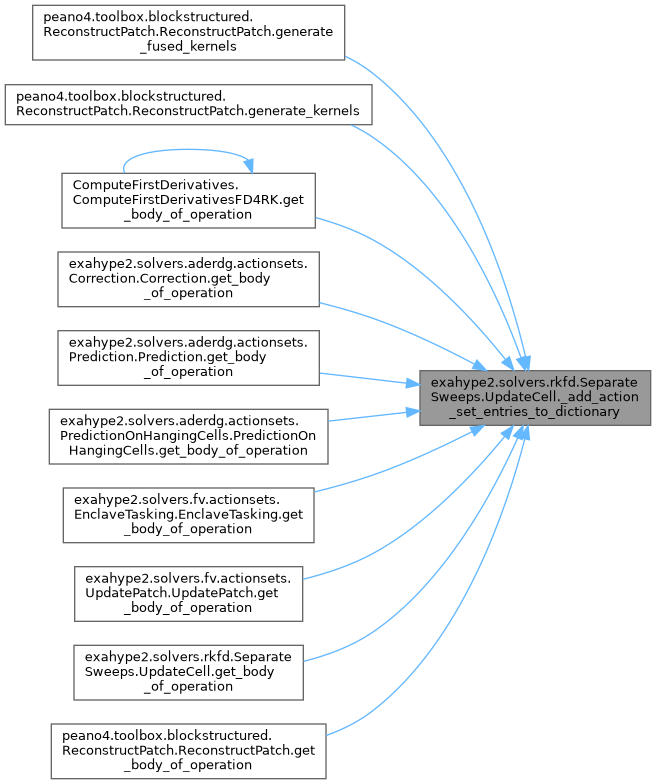 peano4.toolbox.blockstructured.
ReconstructPatch.ReconstructPatch.generate
_fused_kernels
peano4.toolbox.blockstructured.
ReconstructPatch.ReconstructPatch.generate_kernels
ComputeFirstDerivatives.
ComputeFirstDerivativesFD4RK.get
_body_of_operation
exahype2.solvers.aderdg.actionsets.
Correction.Correction.get_body
_of_operation
exahype2.solvers.aderdg.actionsets.
Prediction.Prediction.get_body
_of_operation
exahype2.solvers.rkfd.Separate
Sweeps.UpdateCell._add_action
_set_entries_to_dictionary
exahype2.solvers.aderdg.actionsets.
PredictionOnHangingCells.PredictionOn
HangingCells.get_body_of_operation
exahype2.solvers.fv.actionsets.
EnclaveTasking.EnclaveTasking.get
_body_of_operation
exahype2.solvers.fv.actionsets.
UpdatePatch.UpdatePatch.get
_body_of_operation
exahype2.solvers.rkfd.Separate
Sweeps.UpdateCell.get_body
_of_operation
peano4.toolbox.blockstructured.
ReconstructPatch.ReconstructPatch.get
_body_of_operation